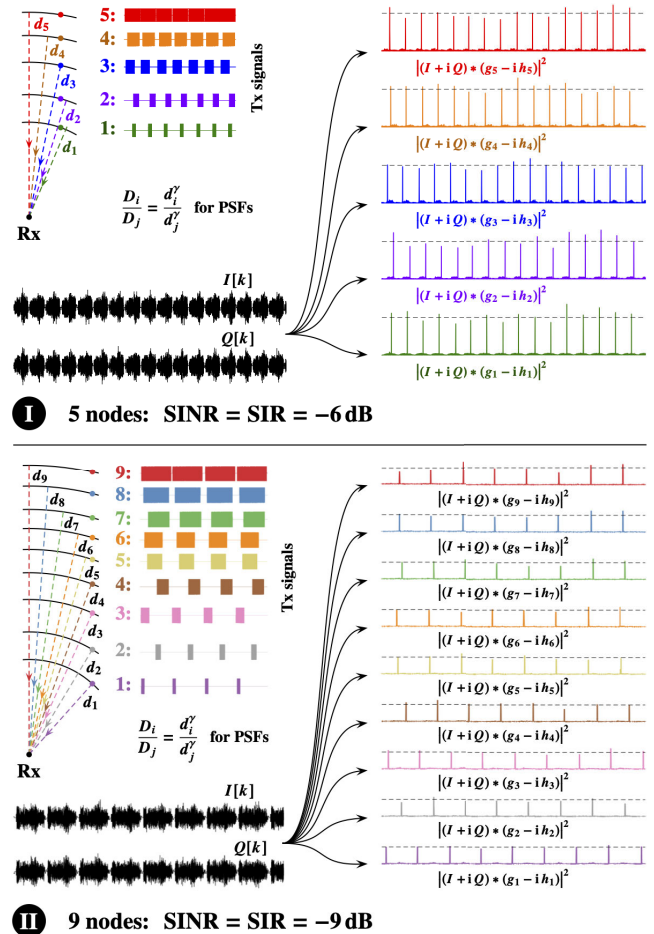 5:
d₅
4:
d₄
3:
d₃
2:
d₂
1:
d₁
Tx signals
Rx
Dᵢ/Dⱼ = dᵢ^γ/dⱼ^γ for PSFs
I[k]
Q[k]
|(I + i Q) * (g₅ − i h₅)|²
|(I + i Q) * (g₄ − i h₄)|²
|(I + i Q) * (g₃ − i h₃)|²
|(I + i Q) * (g₂ − i h₂)|²
|(I + i Q) * (g₁ − i h₁)|²
I 5 nodes: SINR = SIR = −6 dB
9:
d₉
8:
d₈
7:
d₇
6:
d₆
5:
d₅
4:
d₄
3:
d₃
2:
d₂
1:
d₁
Tx signals
Rx
Dᵢ/Dⱼ = dᵢ^γ/dⱼ^γ for PSFs
I[k]
Q[k]
|(I + i Q) * (g₉ − i h₉)|²
|(I + i Q) * (g₈ − i h₈)|²
|(I + i Q) * (g₇ − i h₇)|²
|(I + i Q) * (g₆ − i h₆)|²
|(I + i Q) * (g₅ − i h₅)|²
|(I + i Q) * (g₄ − i h₄)|²
|(I + i Q) * (g₃ − i h₃)|²
|(I + i Q) * (g₂ − i h₂)|²
|(I + i Q) * (g₁ − i h₁)|²
II 9 nodes: SINR = SIR = −9 dB